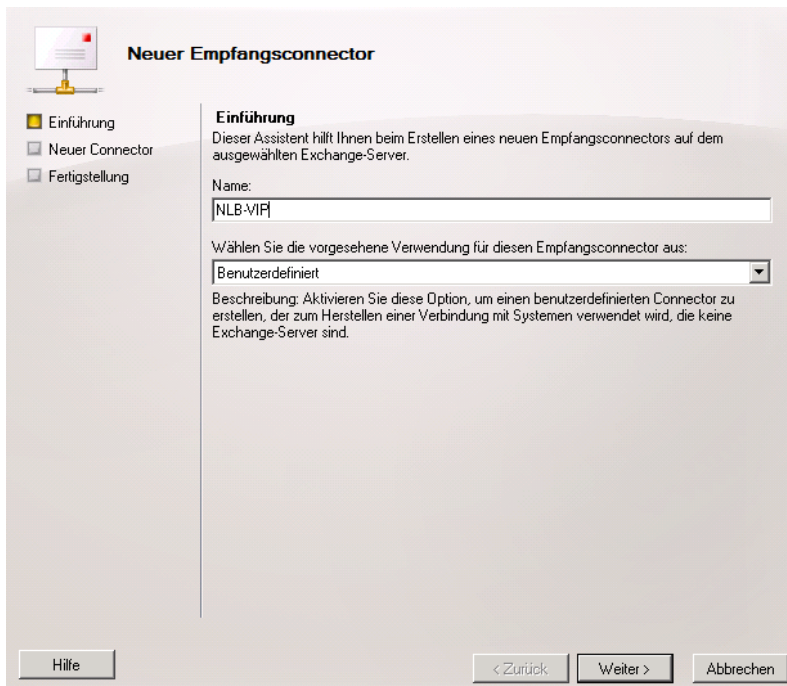 Neuer Empfangsconnector
Einführung
Neuer Connector
Fertigstellung
Einführung
Dieser Assistent hilft Ihnen beim Erstellen eines neuen Empfangsconnectors auf dem
ausgewählten Exchange-Server.
Name:
NLB-VIP
Wählen Sie die vorgesehene Verwendung für diesen Empfangsconnector aus:
Benutzerdefiniert
Beschreibung: Aktivieren Sie diese Option, um einen benutzerdefinierten Connector zu
erstellen, der zum Herstellen einer Verbindung mit Systemen verwendet wird, die keine
Exchange-Server sind.
Hilfe
< Zurück
Weiter >
Abbrechen